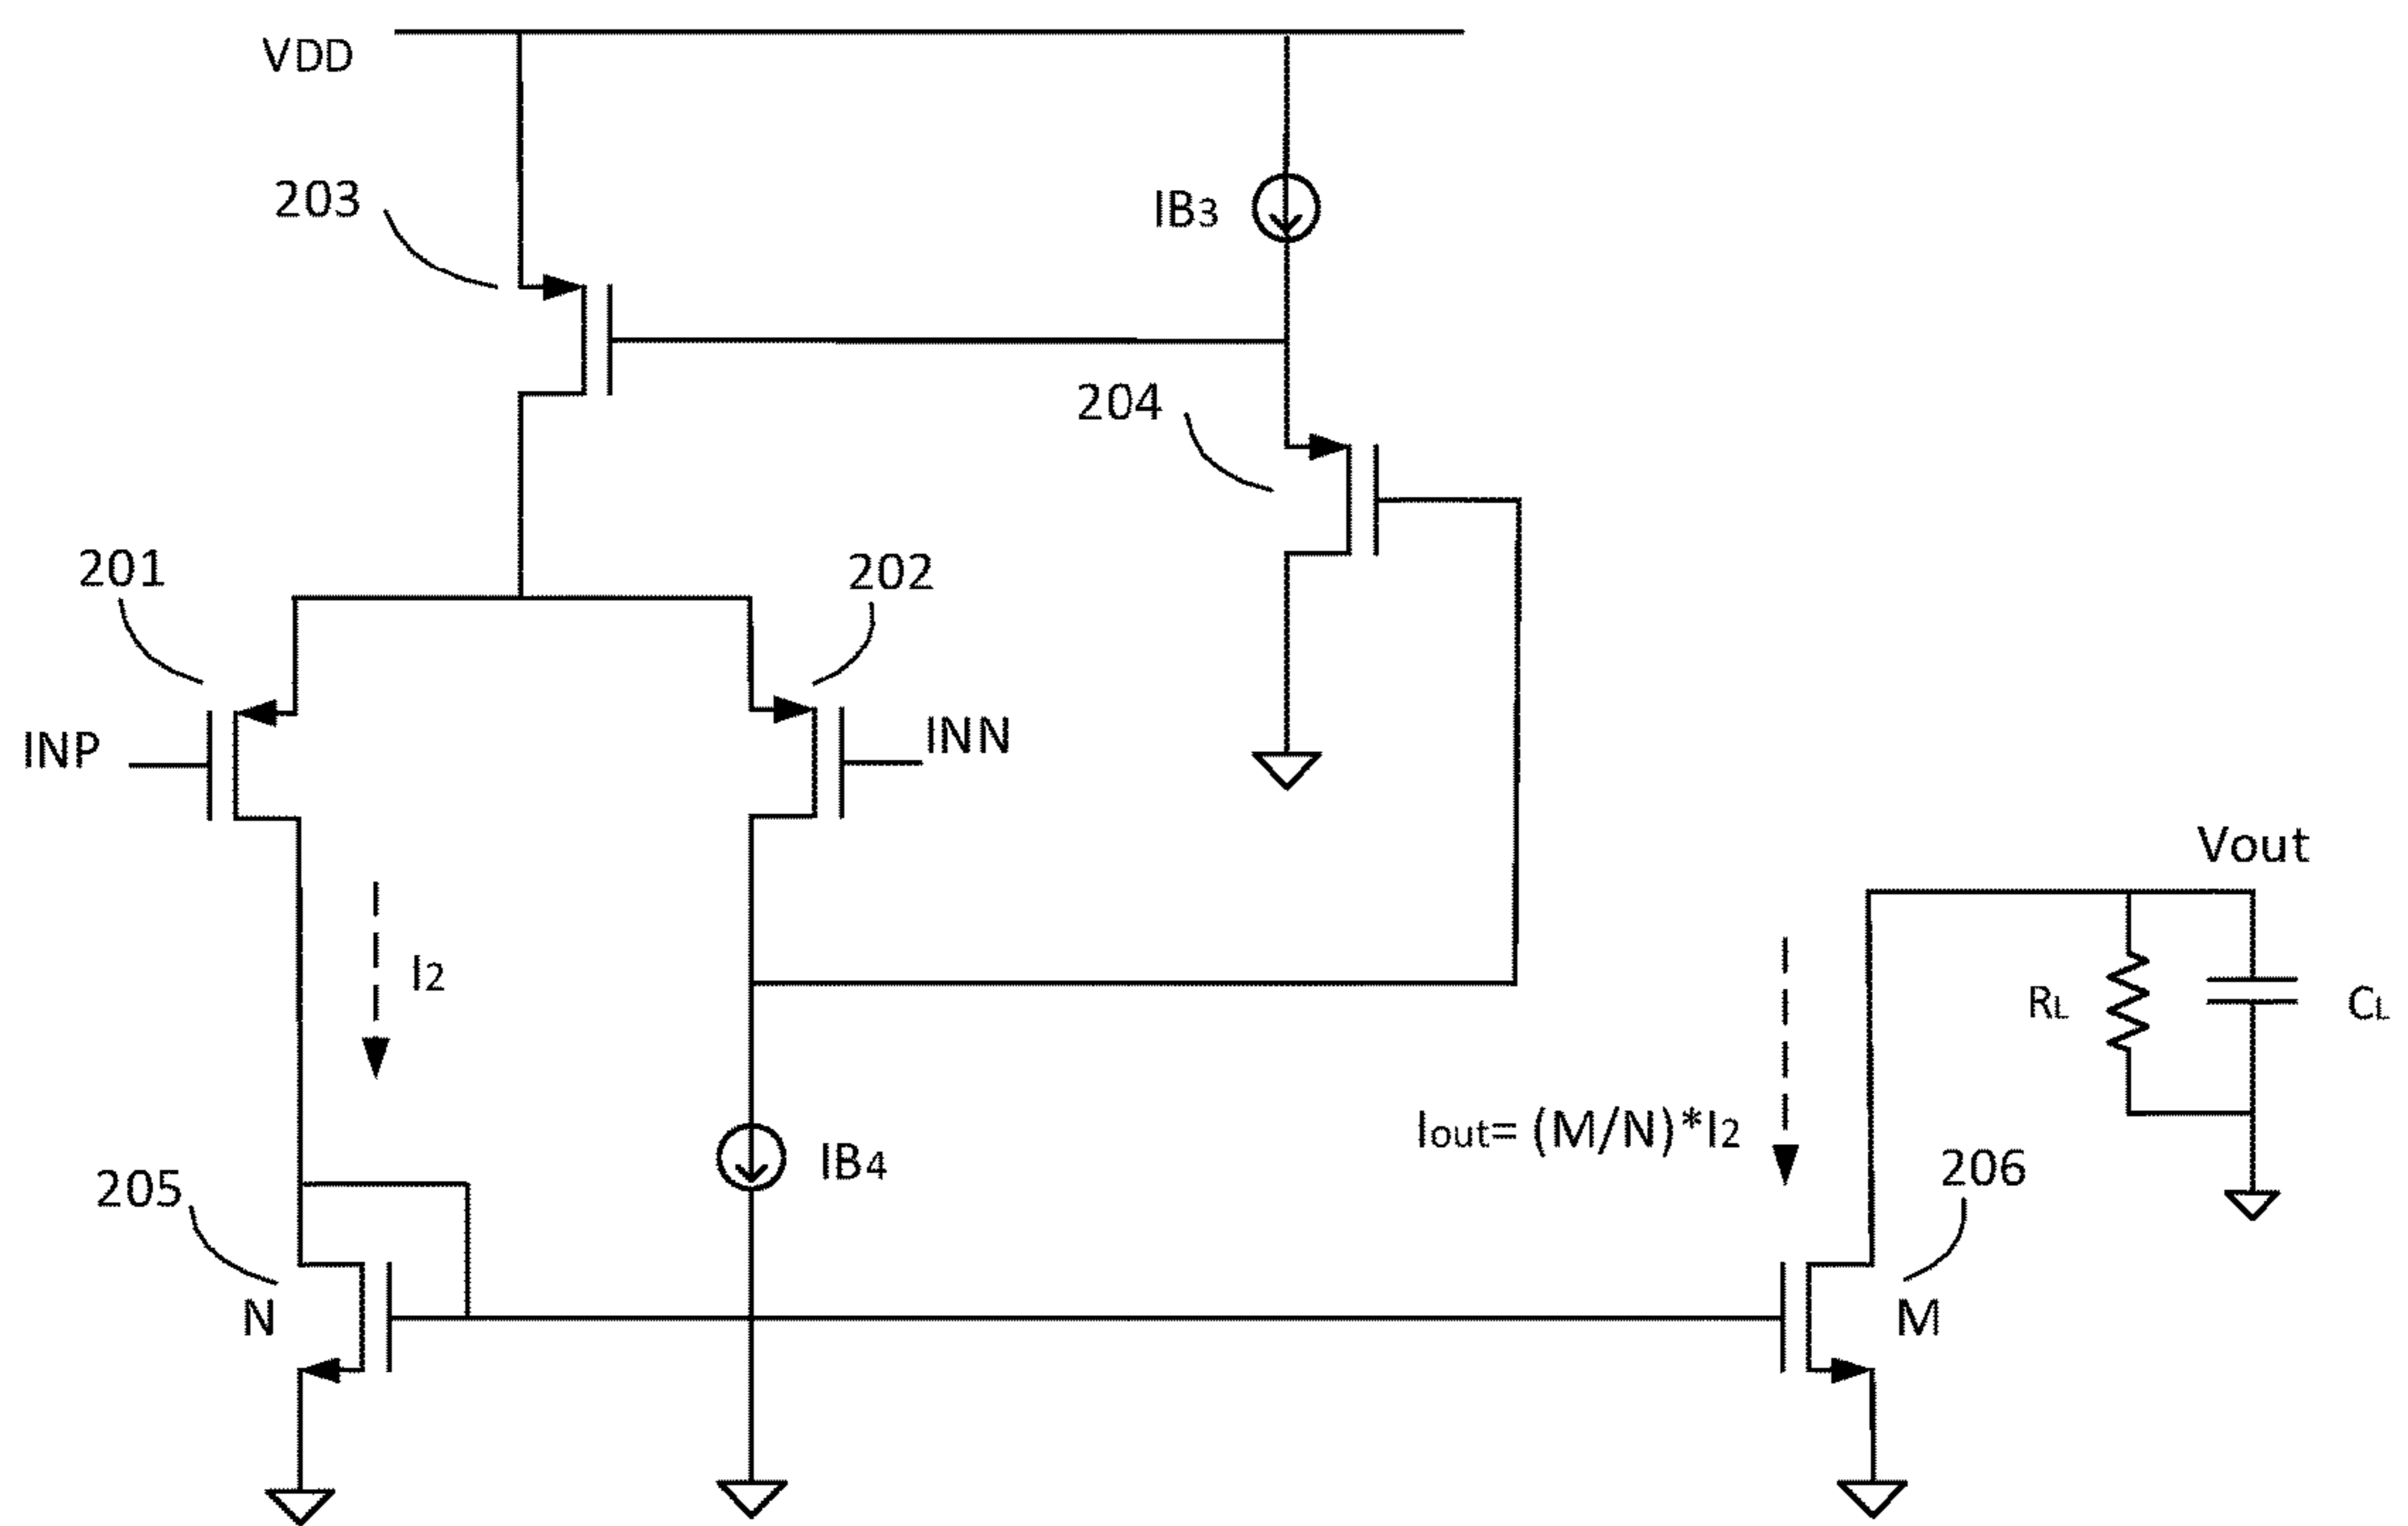 VDD
203
IB3
204
201
202
INP
INN
Vout
I2
RL
CL
Iout= (M/N)*I2
IB4
205
206
N
M